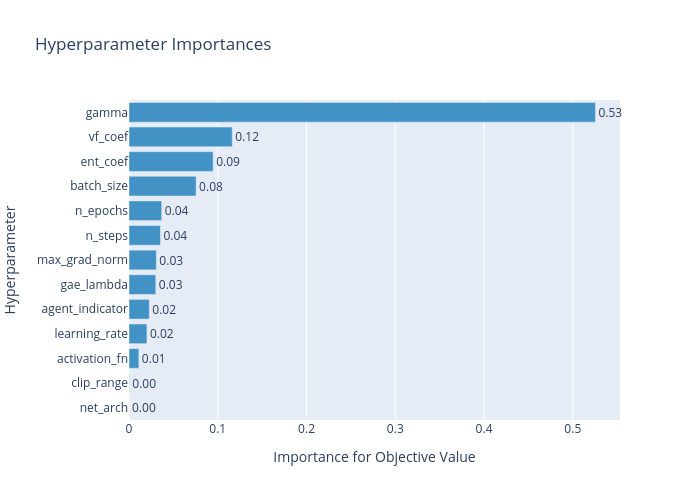 Hyperparameter Importances
Hyperparameter
gamma 0.53
vf_coef 0.12
ent_coef 0.09
batch_size 0.08
n_epochs 0.04
n_steps 0.04
max_grad_norm 0.03
gae_lambda 0.03
agent_indicator 0.02
learning_rate 0.02
activation_fn 0.01
clip_range 0.00
net_arch 0.00
0 0.1 0.2 0.3 0.4 0.5
Importance for Objective Value